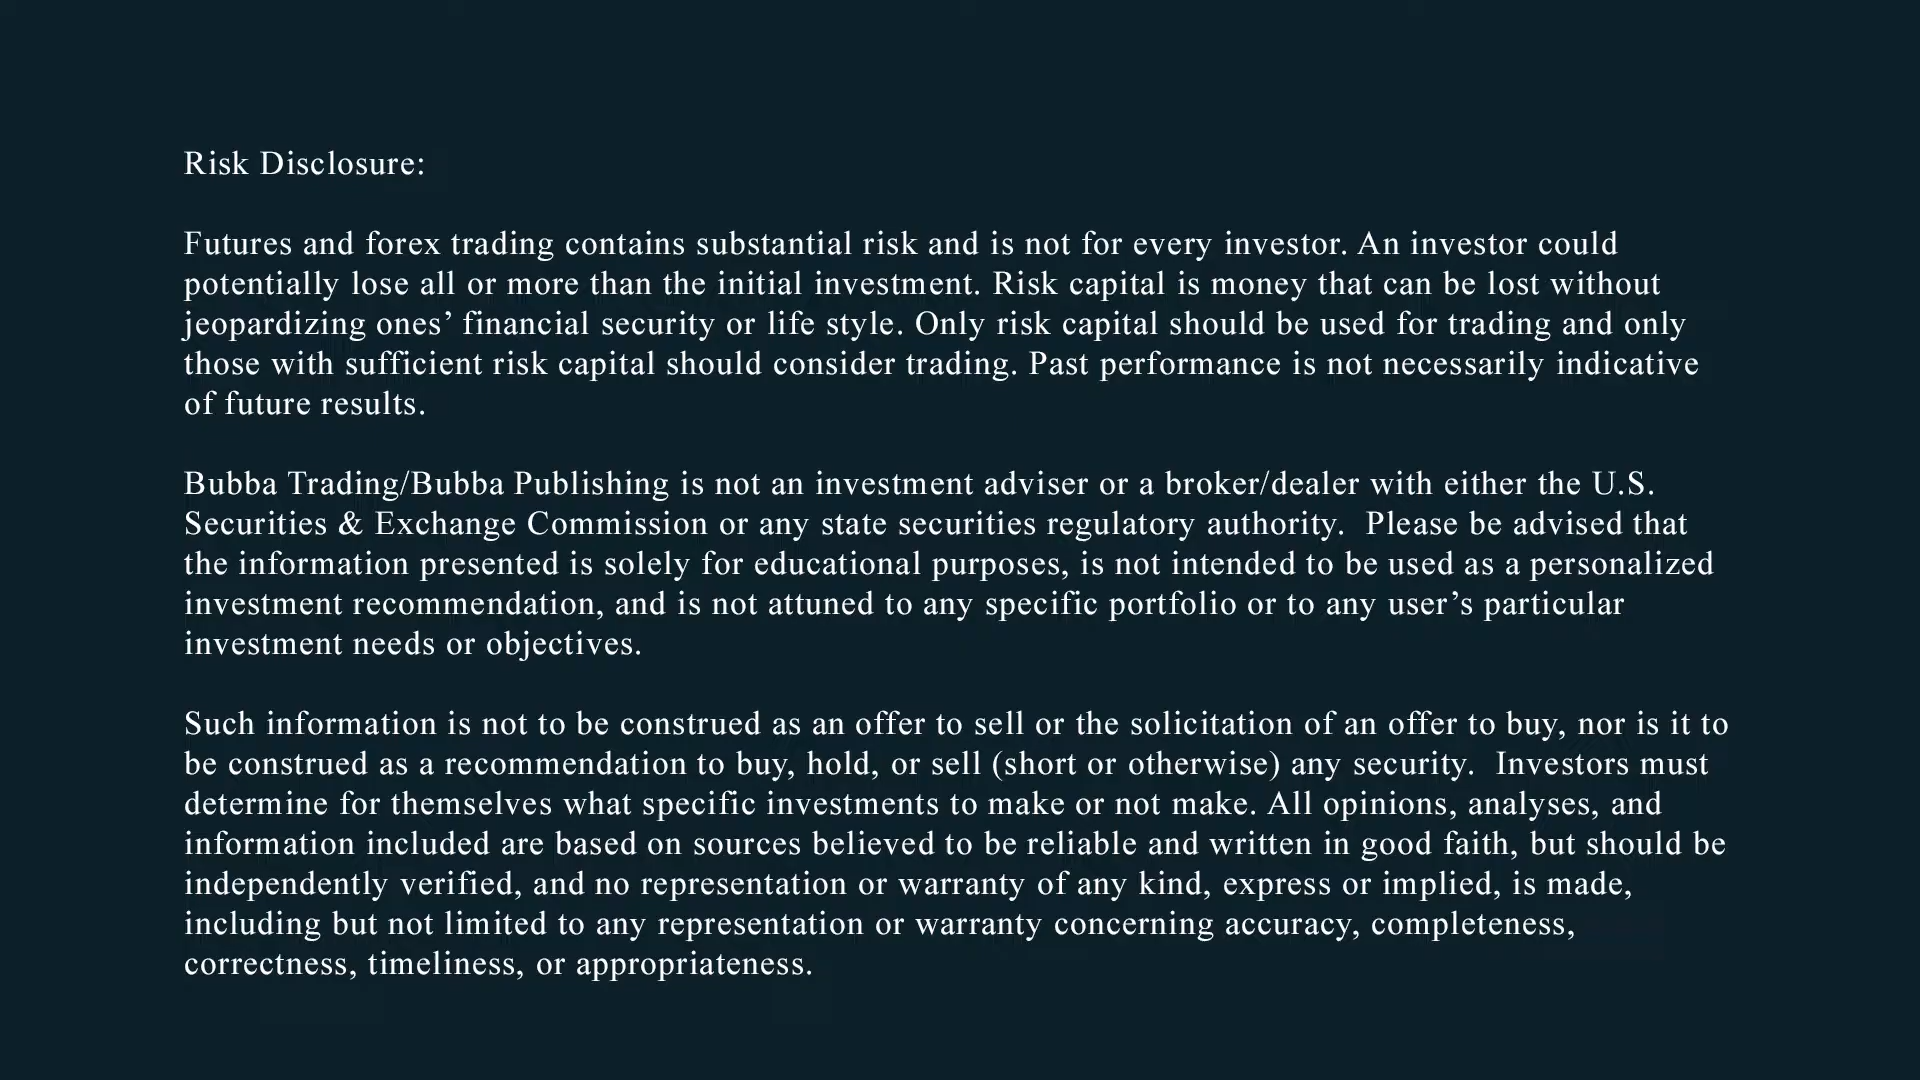 Risk Disclosure:
Futures and forex trading contains substantial risk and is not for every investor. An investor could
potentially lose all or more than the initial investment. Risk capital is money that can be lost without
jeopardizing ones’ financial security or life style. Only risk capital should be used for trading and only
those with sufficient risk capital should consider trading. Past performance is not necessarily indicative
of future results.
Bubba Trading/Bubba Publishing is not an investment adviser or a broker/dealer with either the U.S.
Securities & Exchange Commission or any state securities regulatory authority.  Please be advised that
the information presented is solely for educational purposes, is not intended to be used as a personalized
investment recommendation, and is not attuned to any specific portfolio or to any user’s particular
investment needs or objectives.
Such information is not to be construed as an offer to sell or the solicitation of an offer to buy, nor is it to
be construed as a recommendation to buy, hold, or sell (short or otherwise) any security.  Investors must
determine for themselves what specific investments to make or not make. All opinions, analyses, and
information included are based on sources believed to be reliable and written in good faith, but should be
independently verified, and no representation or warranty of any kind, express or implied, is made,
including but not limited to any representation or warranty concerning accuracy, completeness,
correctness, timeliness, or appropriateness.